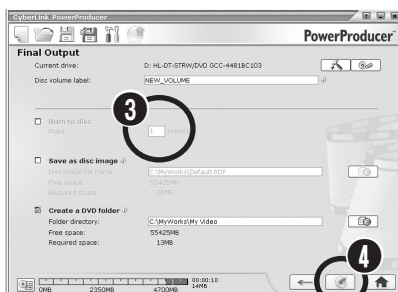 CyberLink PowerProducer
PowerProducer
Final Output
Current drive: D: HL-DT-STRW/DVD GCC-4481BC103
Disc volume label: NEW_VOLUME
3
Burn to disc
Make 1
Save as disc image
Disc image file name: C:\MyWorks\Default.RDF
Free space: 55425MB
Required space: 26MB
Create a DVD folder
Folder directory: C:\MyWorks\My Video
Free space: 55425MB
Required space: 13MB
4
00:00:10
0MB 2350MB 4700MB 14MB